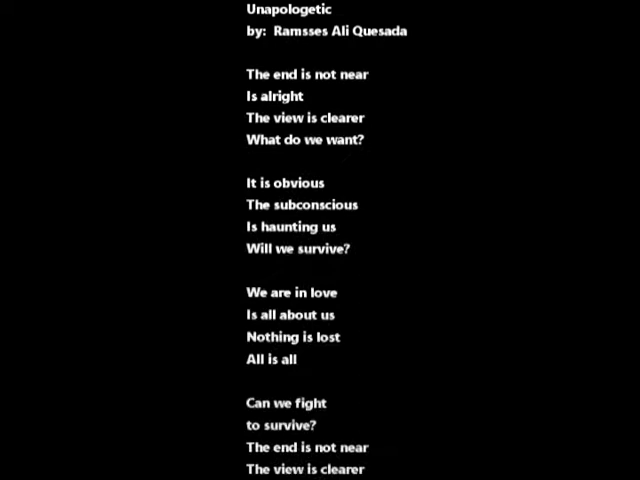 Unapologetic
by:  Ramsses Ali Quesada
The end is not near
Is alright
The view is clearer
What do we want?
It is obvious
The subconscious
Is haunting us
Will we survive?
We are in love
Is all about us
Nothing is lost
All is all
Can we fight
to survive?
The end is not near
The view is clearer